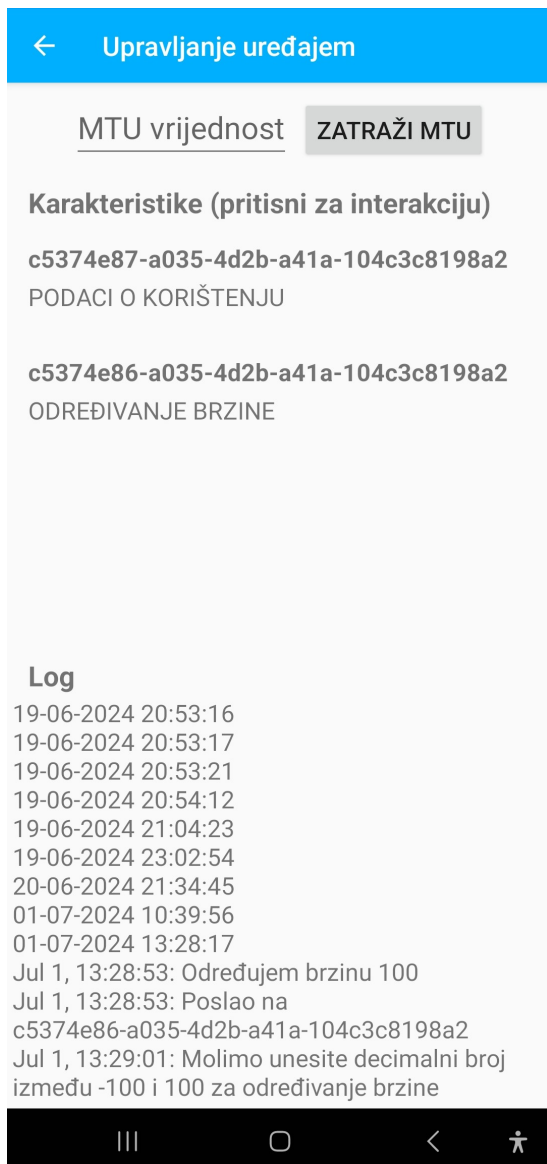 Upravljanje uređajem
MTU vrijednost ZATRAŽI MTU
Karakteristike (pritisni za interakciju)
c5374e87-a035-4d2b-a41a-104c3c8198a2
PODACI O KORIŠTENJU
c5374e86-a035-4d2b-a41a-104c3c8198a2
ODREĐIVANJE BRZINE
Log
19-06-2024 20:53:16
19-06-2024 20:53:17
19-06-2024 20:53:21
19-06-2024 20:54:12
19-06-2024 21:04:23
19-06-2024 23:02:54
20-06-2024 21:34:45
01-07-2024 10:39:56
01-07-2024 13:28:17
Jul 1, 13:28:53: Određujem brzinu 100
Jul 1, 13:28:53: Poslao na
c5374e86-a035-4d2b-a41a-104c3c8198a2
Jul 1, 13:29:01: Molimo unesite decimalni broj
između -100 i 100 za određivanje brzine